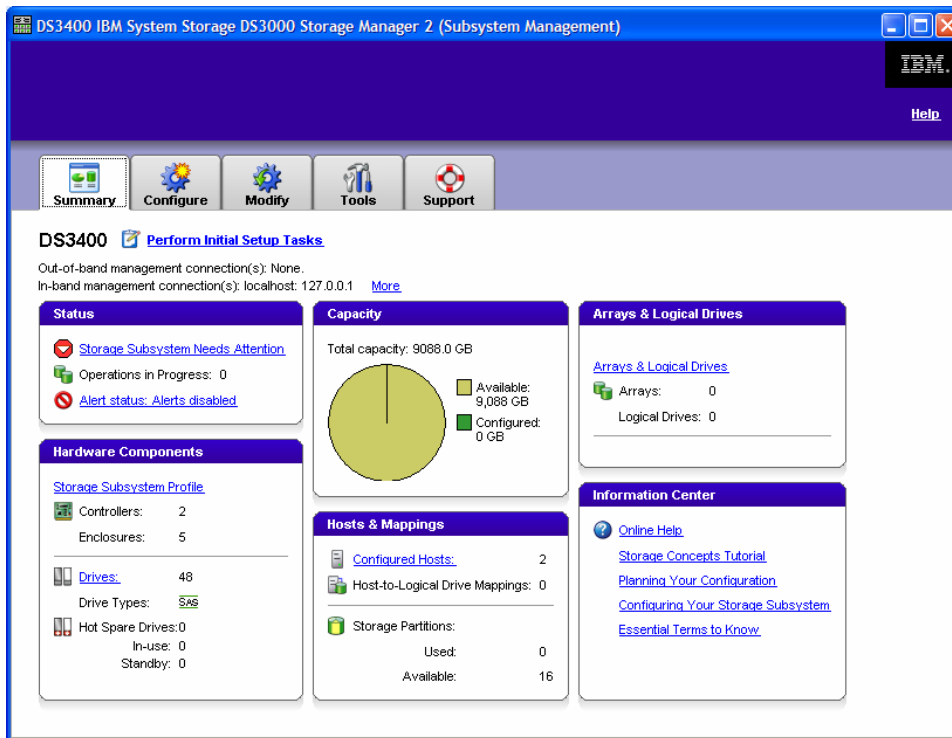 DS3400 IBM System Storage DS3000 Storage Manager 2 (Subsystem Management)
IBM.
Help
Summary
Configure
Modify
Tools
Support
DS3400 Perform Initial Setup Tasks
Out-of-band management connection(s): None.
In-band management connection(s): localhost: 127.0.0.1 More
Status
Storage Subsystem Needs Attention
Operations in Progress: 0
Alert status: Alerts disabled
Hardware Components
Storage Subsystem Profile
Controllers: 2
Enclosures: 5
Drives: 48
Drive Types: SAS
Hot Spare Drives:0
In-use: 0
Standby: 0
Capacity
Total capacity: 9088.0 GB
Available:
9,088 GB
Configured:
0 GB
Hosts & Mappings
Configured Hosts: 2
Host-to-Logical Drive Mappings: 0
Storage Partitions:
Used: 0
Available: 16
Arrays & Logical Drives
Arrays & Logical Drives
Arrays: 0
Logical Drives: 0
Information Center
Online Help
Storage Concepts Tutorial
Planning Your Configuration
Configuring Your Storage Subsystem
Essential Terms to Know